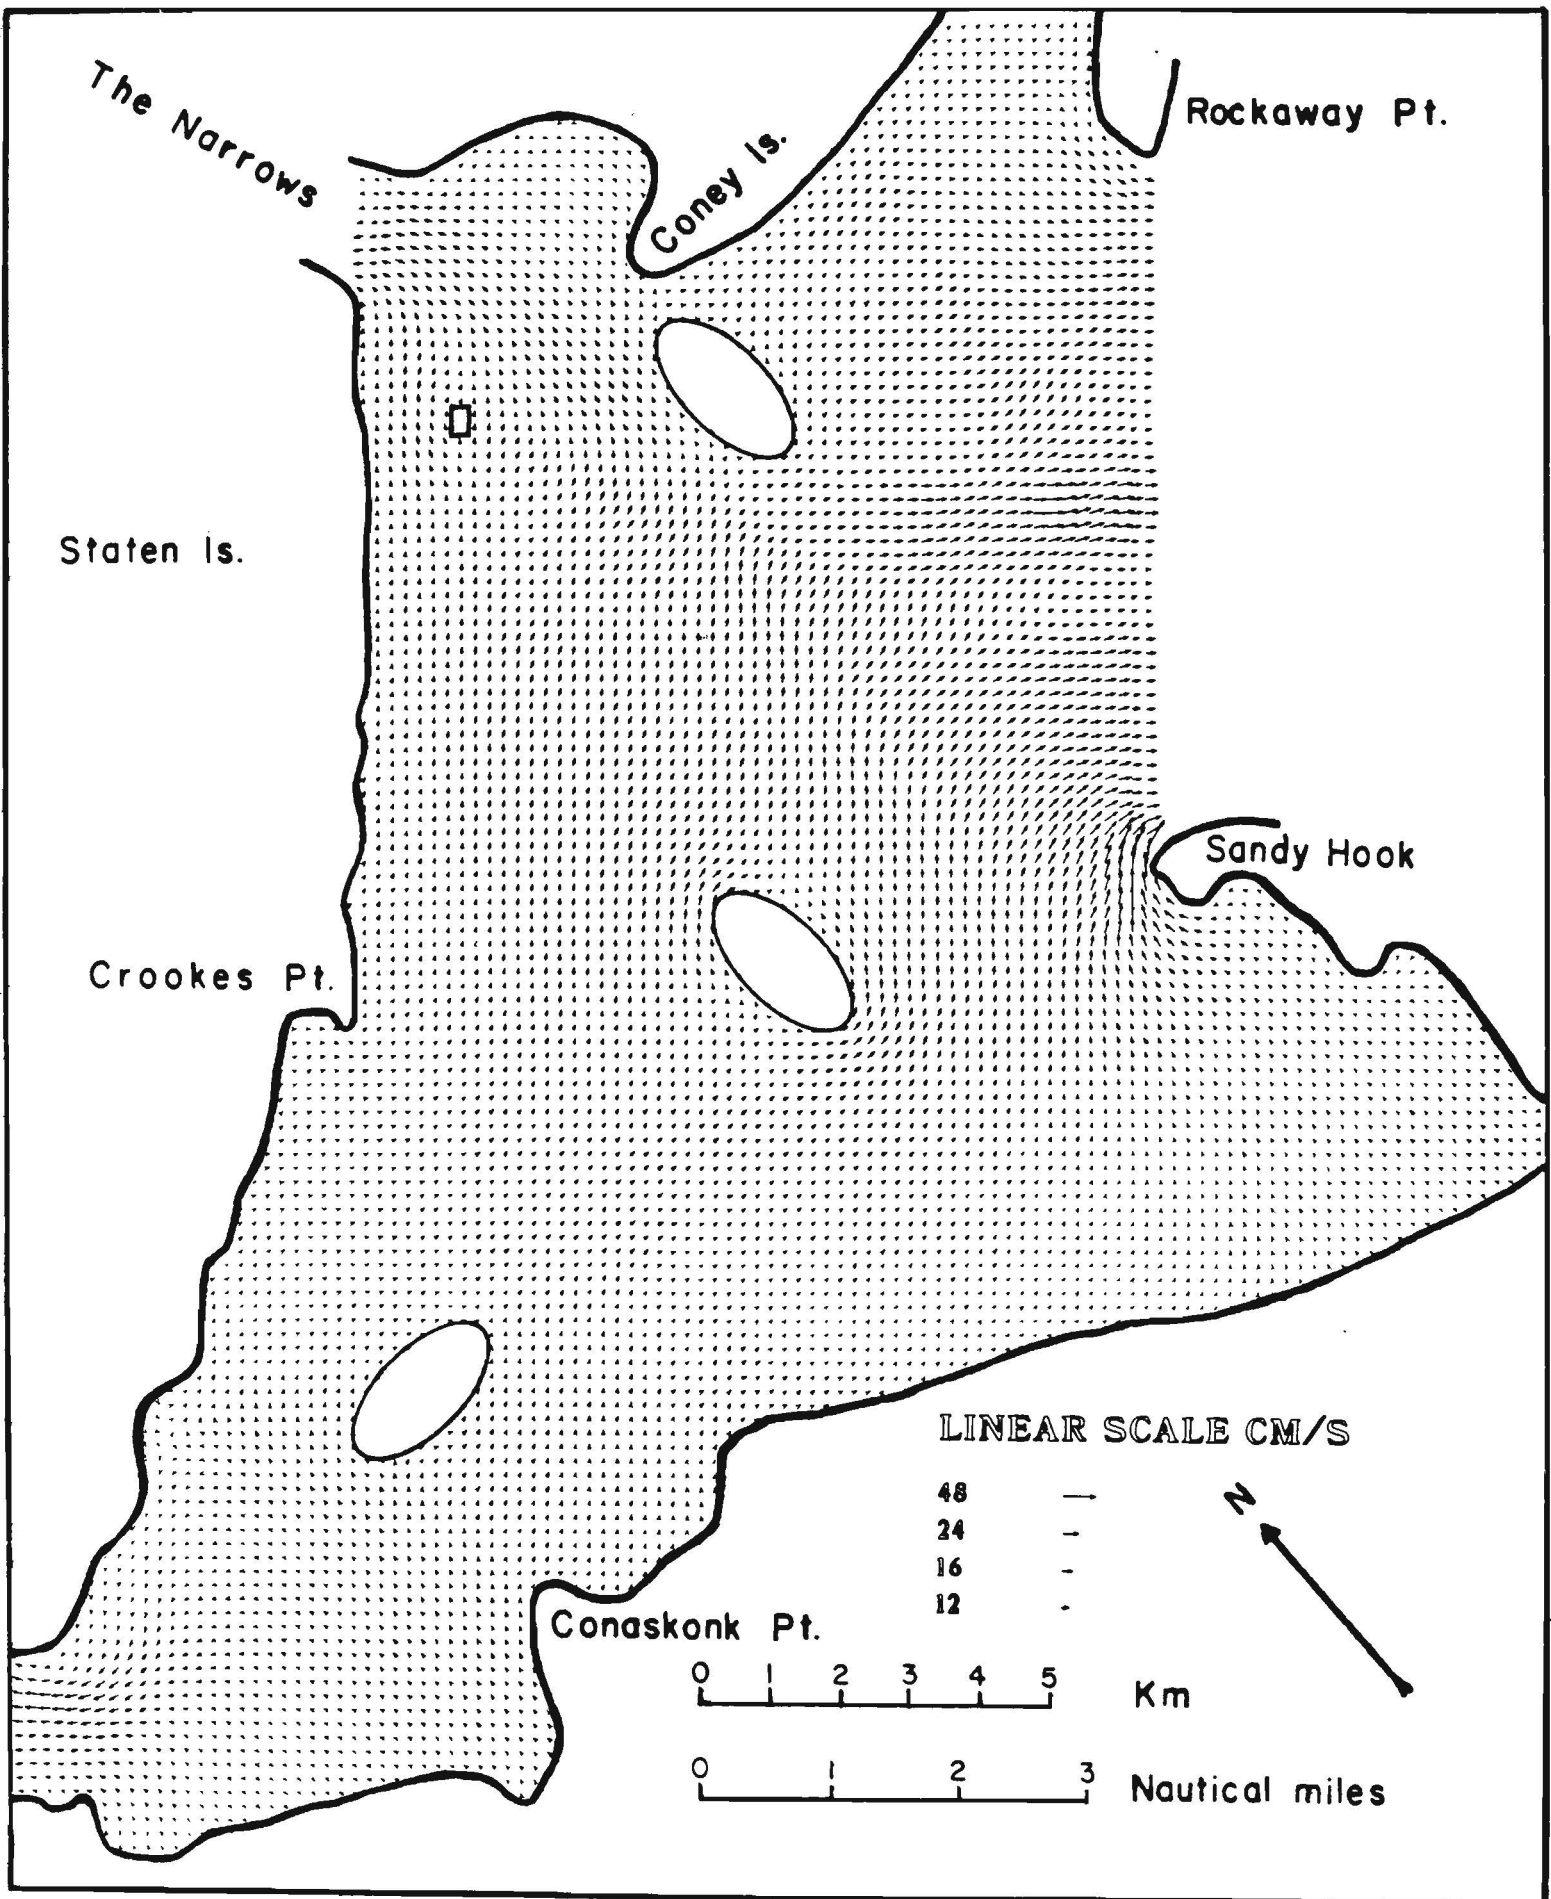 The Narrows
Coney Is.
Rockaway Pt.
Staten Is.
Sandy Hook
Crookes Pt.
LINEAR SCALE CM/S
48
24
16
12
N
Conaskonk Pt.
0 1 2 3 4 5
Km
0 1 2 3
Nautical miles